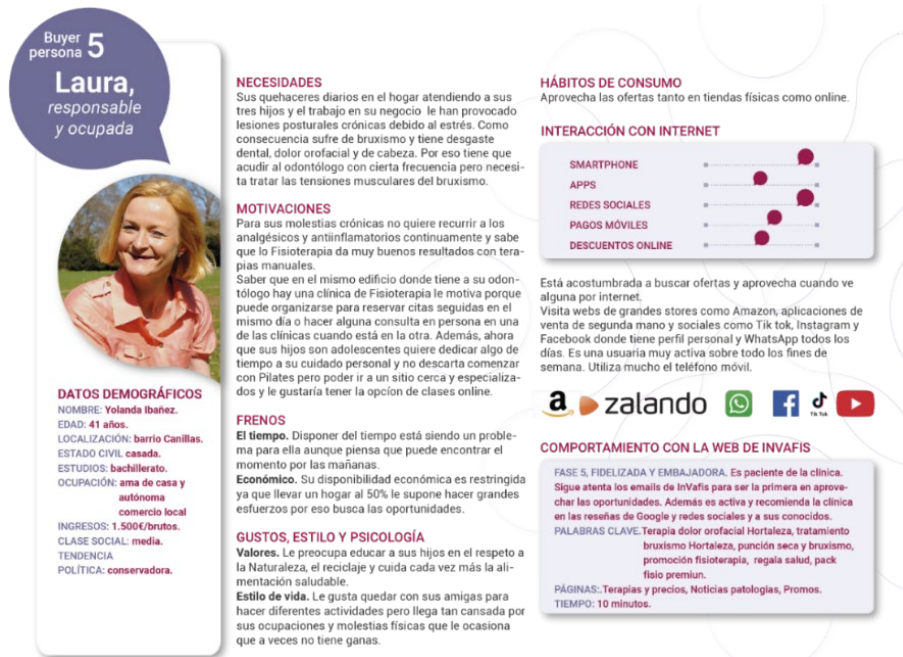 Buyer
persona 5
Laura,
responsable
y ocupada
DATOS DEMOGRÁFICOS
NOMBRE: Yolanda Ibañez.
EDAD: 41 años.
LOCALIZACIÓN: barrio Canillas.
ESTADO CIVIL casada.
ESTUDIOS: bachillerato.
OCUPACIÓN: ama de casa y
autónoma
comercio local
INGRESOS: 1.500€/brutos.
CLASE SOCIAL: media.
TENDENCIA
POLÍTICA: conservadora.
NECESIDADES
Sus quehaceres diarios en el hogar atendiendo a sus
tres hijos y el trabajo en su negocio le han provocado
lesiones posturales crónicas debido al estrés. Como
consecuencia sufre de bruxismo y tiene desgaste
dental, dolor orofacial y de cabeza. Por eso tiene que
acudir al odontólogo con cierta frecuencia pero necesi-
ta tratar las tensiones musculares del bruxismo.
MOTIVACIONES
Para sus molestias crónicas no quiere recurrir a los
analgésicos y antiinflamatorios continuamente y sabe
que lo Fisioterapia da muy buenos resultados con tera-
pias manuales.
Saber que en el mismo edificio donde tiene a su odon-
tólogo hay una clínica de Fisioterapia le motiva porque
puede organizarse para reservar citas seguidas en el
mismo día o hacer alguna consulta en persona en una
de las clínicas cuando está en la otra. Además, ahora
que sus hijos son adolescentes quiere dedicar algo de
tiempo a su cuidado personal y no descarta comenzar
con Pilates pero poder ir a un sitio cerca y especializa-
dos y le gustaría tener la opcíon de clases online.
FRENOS
El tiempo. Disponer del tiempo está siendo un proble-
ma para ella aunque piensa que puede encontrar el
momento por las mañanas.
Económico. Su disponibilidad económica es restringida
ya que llevar un hogar al 50% le supone hacer grandes
esfuerzos por eso busca las oportunidades.
GUSTOS, ESTILO Y PSICOLOGÍA
Valores. Le preocupa educar a sus hijos en el respeto a
la Naturaleza, el reciclaje y cuida cada vez más la ali-
mentación saludable.
Estilo de vida. Le gusta quedar con sus amigas para
hacer diferentes actividades pero llega tan cansada por
sus ocupaciones y molestias físicas que le ocasiona
que a veces no tiene ganas.
HÁBITOS DE CONSUMO
Aprovecha las ofertas tanto en tiendas físicas como online.
INTERACCIÓN CON INTERNET
SMARTPHONE
APPS
REDES SOCIALES
PAGOS MÓVILES
DESCUENTOS ONLINE
Está acostumbrada a buscar ofertas y aprovecha cuando ve
alguna por internet.
Visita webs de grandes stores como Amazon, aplicaciones de
venta de segunda mano y sociales como Tik tok, Instagram y
Facebook donde tiene perfil personal y WhatsApp todos los
días. Es una usuaria muy activa sobre todo los fines de
semana. Utiliza mucho el teléfono móvil.
a zalando f Tik Tok
COMPORTAMIENTO CON LA WEB DE INVAFIS
FASE 5, FIDELIZADA Y EMBAJADORA. Es paciente de la clínica.
Sigue atenta los emails de InVafis para ser la primera en aprove-
char las oportunidades. Además es activa y recomienda la clínica
en las reseñas de Google y redes sociales y a sus conocidos.
PALABRAS CLAVE.Terapia dolor orofacial Hortaleza, tratamiento
bruxismo Hortaleza, punción seca y bruxismo,
promoción fisioterapia, regala salud, pack
fisio premiun.
PÁGINAS:.Terapias y precios, Noticias patologías, Promos.
TIEMPO: 10 minutos.